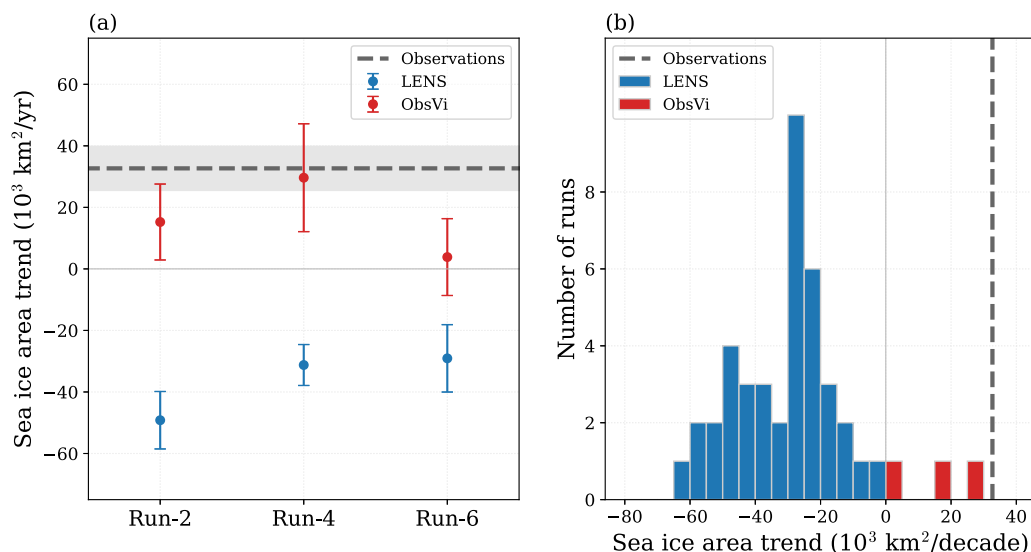 (a)
Sea ice area trend (10³ km²/yr)
60
40
20
0
−20
−40
−60
Observations
LENS
ObsVi
Run-2
Run-4
Run-6
(b)
Number of runs
8
6
4
2
0
Observations
LENS
ObsVi
−80
−60
−40
−20
0
20
40
Sea ice area trend (10³ km²/decade)